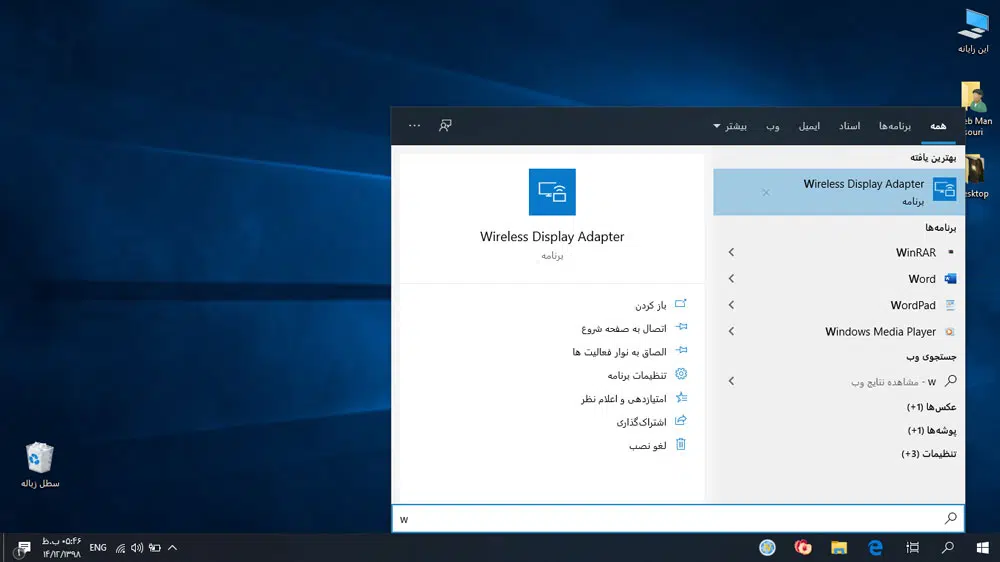 این رایانه
eb Man
souri
esktop
سطل زباله
همه
برنامه‌ها
اسناد
ایمیل
وب
بیشتر
...
بهترین یافته
Wireless Display Adapter
برنامه
برنامه‌ها
WinRAR
Word
WordPad
Windows Media Player
جستجوی وب
w - مشاهده نتایج وب
عکس‌ها (+1)
پوشه‌ها (+1)
تنظیمات (+3)
Wireless Display Adapter
برنامه
باز کردن
اتصال به صفحه شروع
الصاق به نوار فعالیت ها
تنظیمات برنامه
امتیازدهی و اعلام نظر
اشتراک‌گذاری
لغو نصب
w
ENG
۰۵:۴۶ ب.ظ
۱۴/۱۲/۱۳۹۸